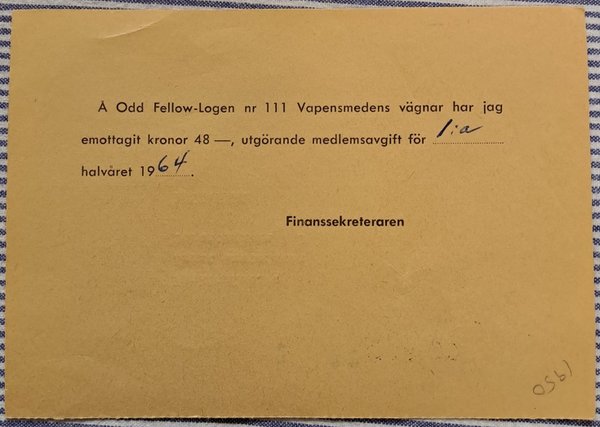 Å Odd Fellow-Logen nr 111 Vapensmedens vägnar har jag
emottagit kronor 48 —, utgörande medlemsavgift för 1:a
halvåret 1964.
Finanssekreteraren
1950